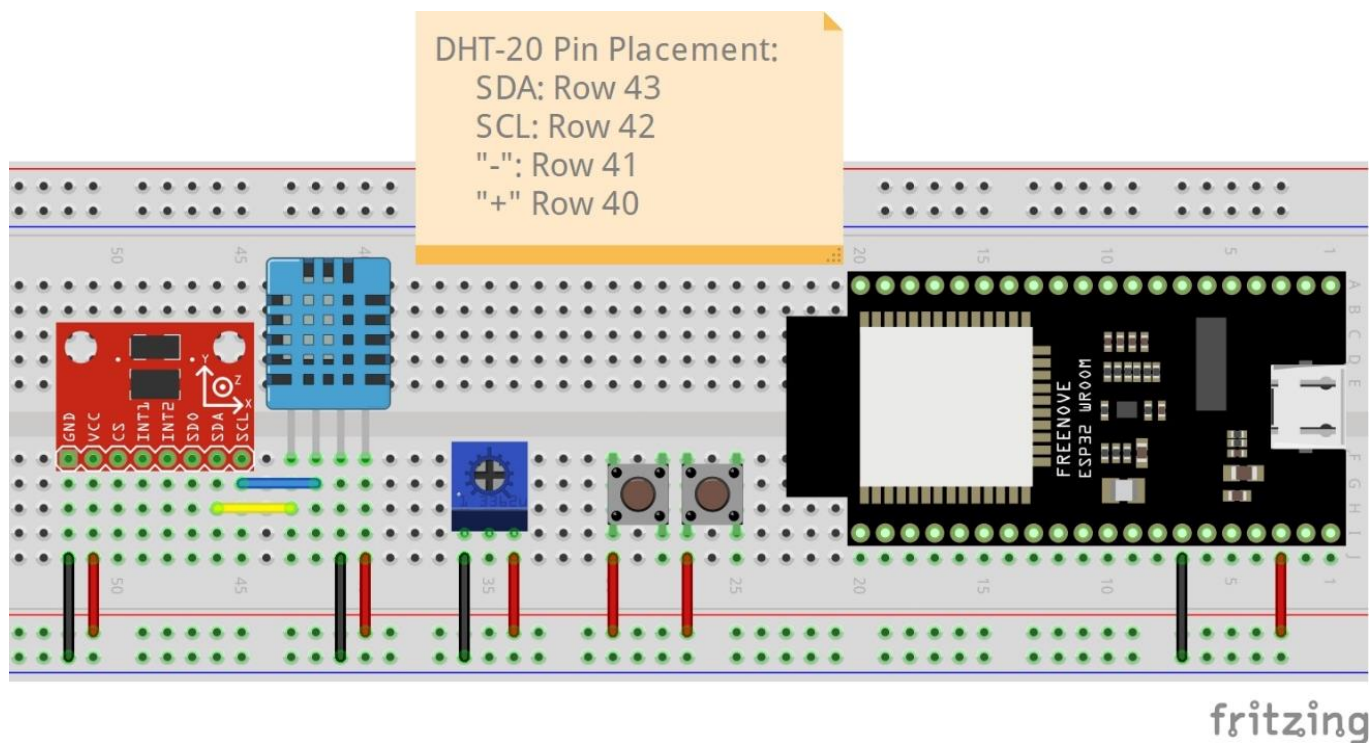 DHT-20 Pin Placement:
SDA: Row 43
SCL: Row 42
"-": Row 41
"+" Row 40
50
45
4
20
15
10
5
1
A
B
C
D
E
F
G
H
I
J
GND
VCC
CS
INT1
INT2
SDO
SDA
SCL
Y
Z
X
FREENOVE
ESP32 WROOM
50
45
35
25
20
15
10
5
1
fritzing